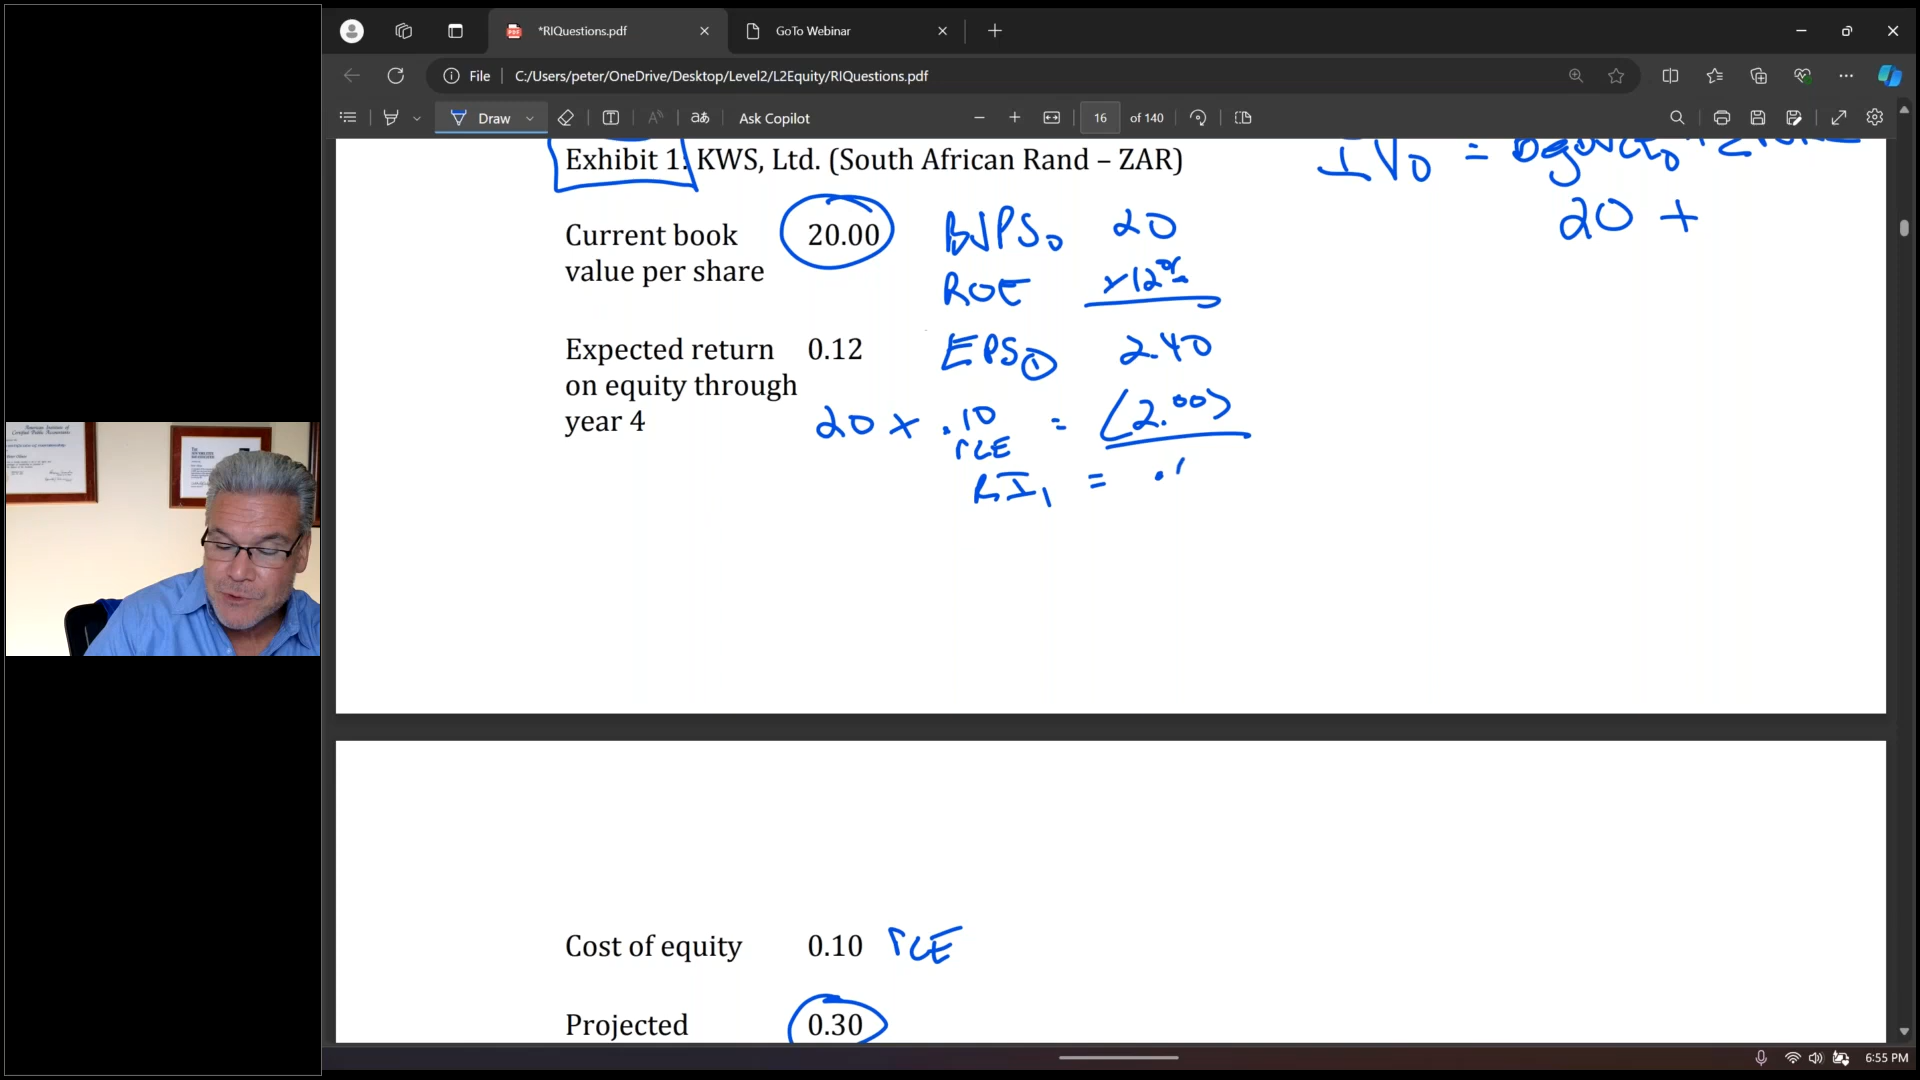 *RIQuestions.pdf
GoTo Webinar
File C:/Users/peter/OneDrive/Desktop/Level2/L2Equity/RIQuestions.pdf
Draw aあ Ask Copilot 16 of 140
Exhibit 1: KWS, Ltd. (South African Rand – ZAR)
IV0 =
20 +
Current book 20.00 BVPS0 20
value per share ROE x12%
Expected return 0.12 EPS1 2.40
on equity through
year 4 20 x .10 = (2.00)
rCE
RI1 = .
Cost of equity 0.10 rCE
Projected 0.30
6:55 PM